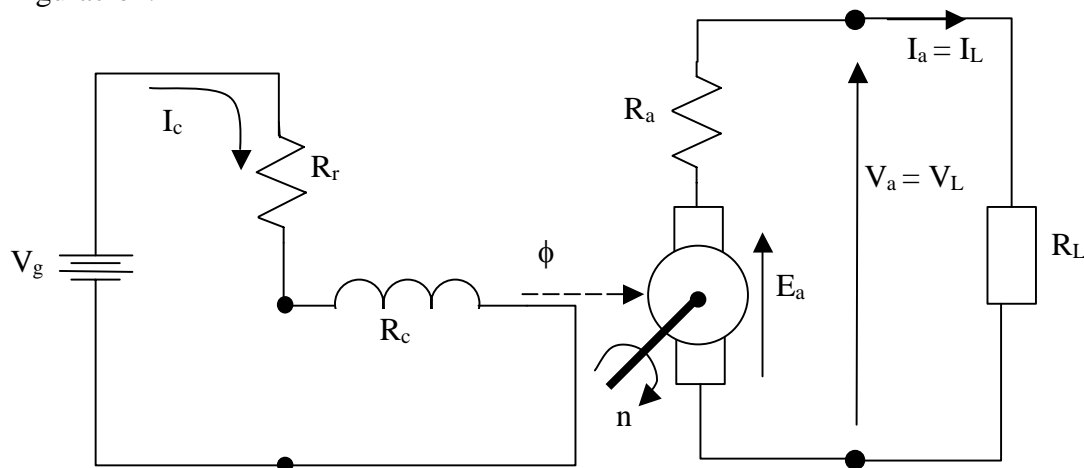 I_c
R_r
V_g
R_c
ϕ
n
E_a
R_a
I_a = I_L
V_a = V_L
R_L